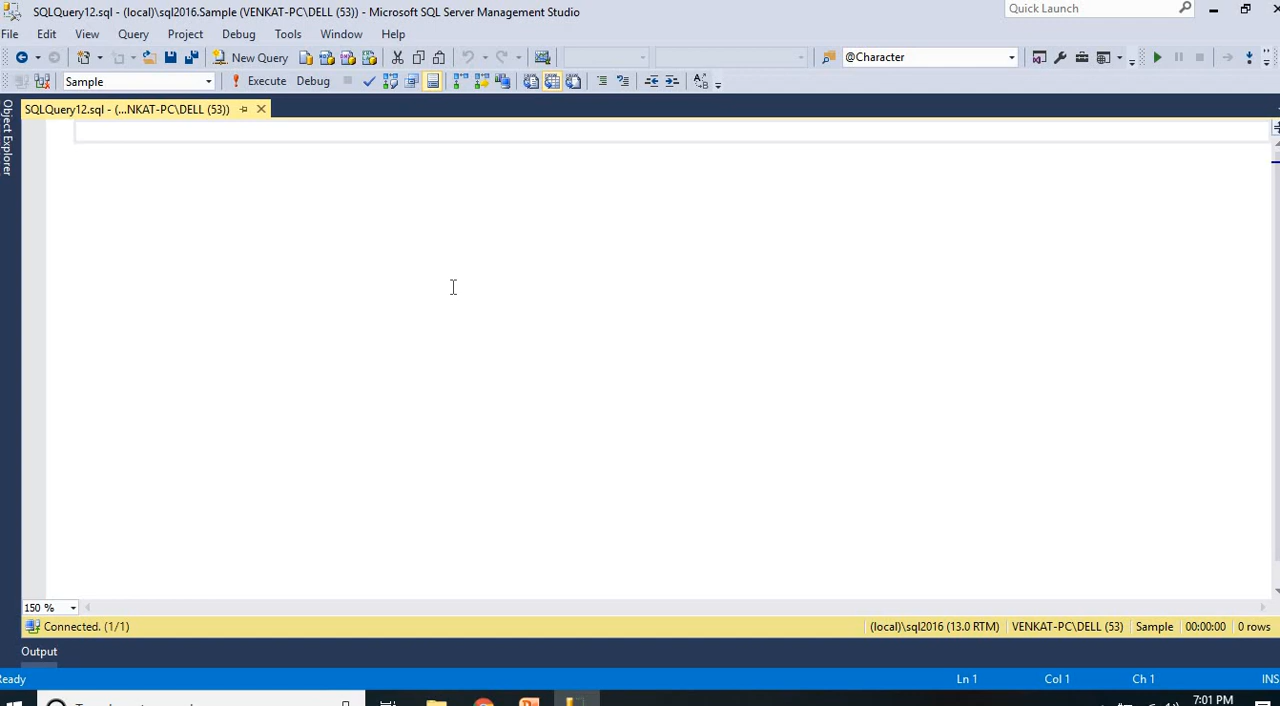 SQLQuery12.sql - (local)\sql2016.Sample (VENKAT-PC\DELL (53)) - Microsoft SQL Server Management Studio
Quick Launch
File Edit View Query Project Debug Tools Window Help
New Query @Character
Sample Execute Debug
SQLQuery12.sql - (...NKAT-PC\DELL (53))
Object Explorer
150 %
Connected. (1/1) (local)\sql2016 (13.0 RTM) VENKAT-PC\DELL (53) Sample 00:00:00 0 rows
Output
Ready Ln 1 Col 1 Ch 1 INS
7:01 PM